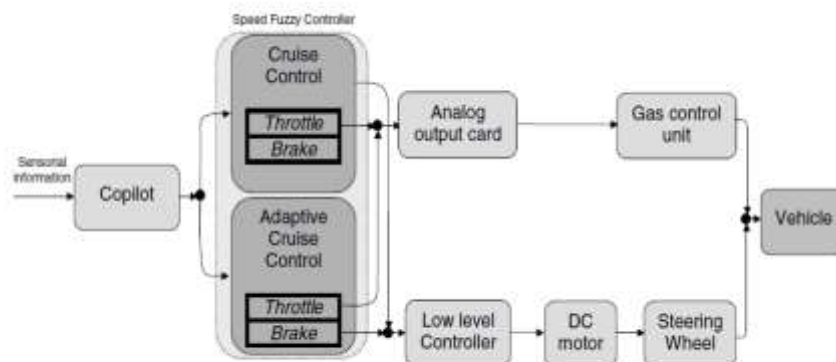 Speed Fuzzy Controller
Cruise
Control
Throttle
Brake
Analog
output card
Gas control
unit
Sensorial
information
Copilot
Vehicle
Adaptive
Cruise
Control
Throttle
Brake
Low level
Controller
DC
motor
Steering
Wheel